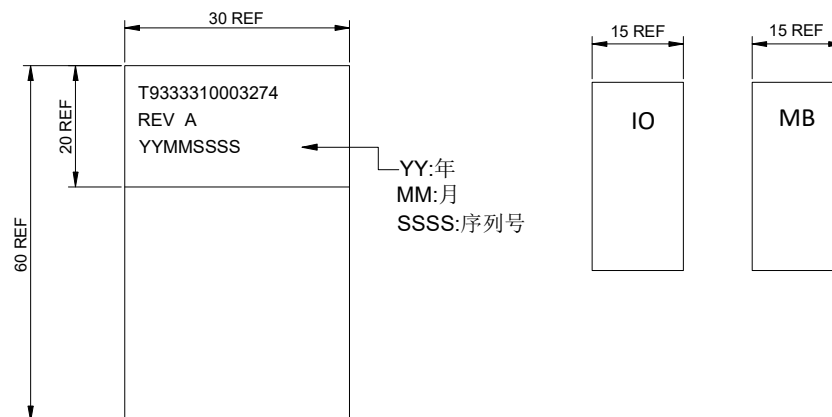 30 REF
15 REF
15 REF
20 REF
60 REF
T9333310003274
REV A
YYMMSSSS
YY:年
MM:月
SSSS:序列号
IO
MB